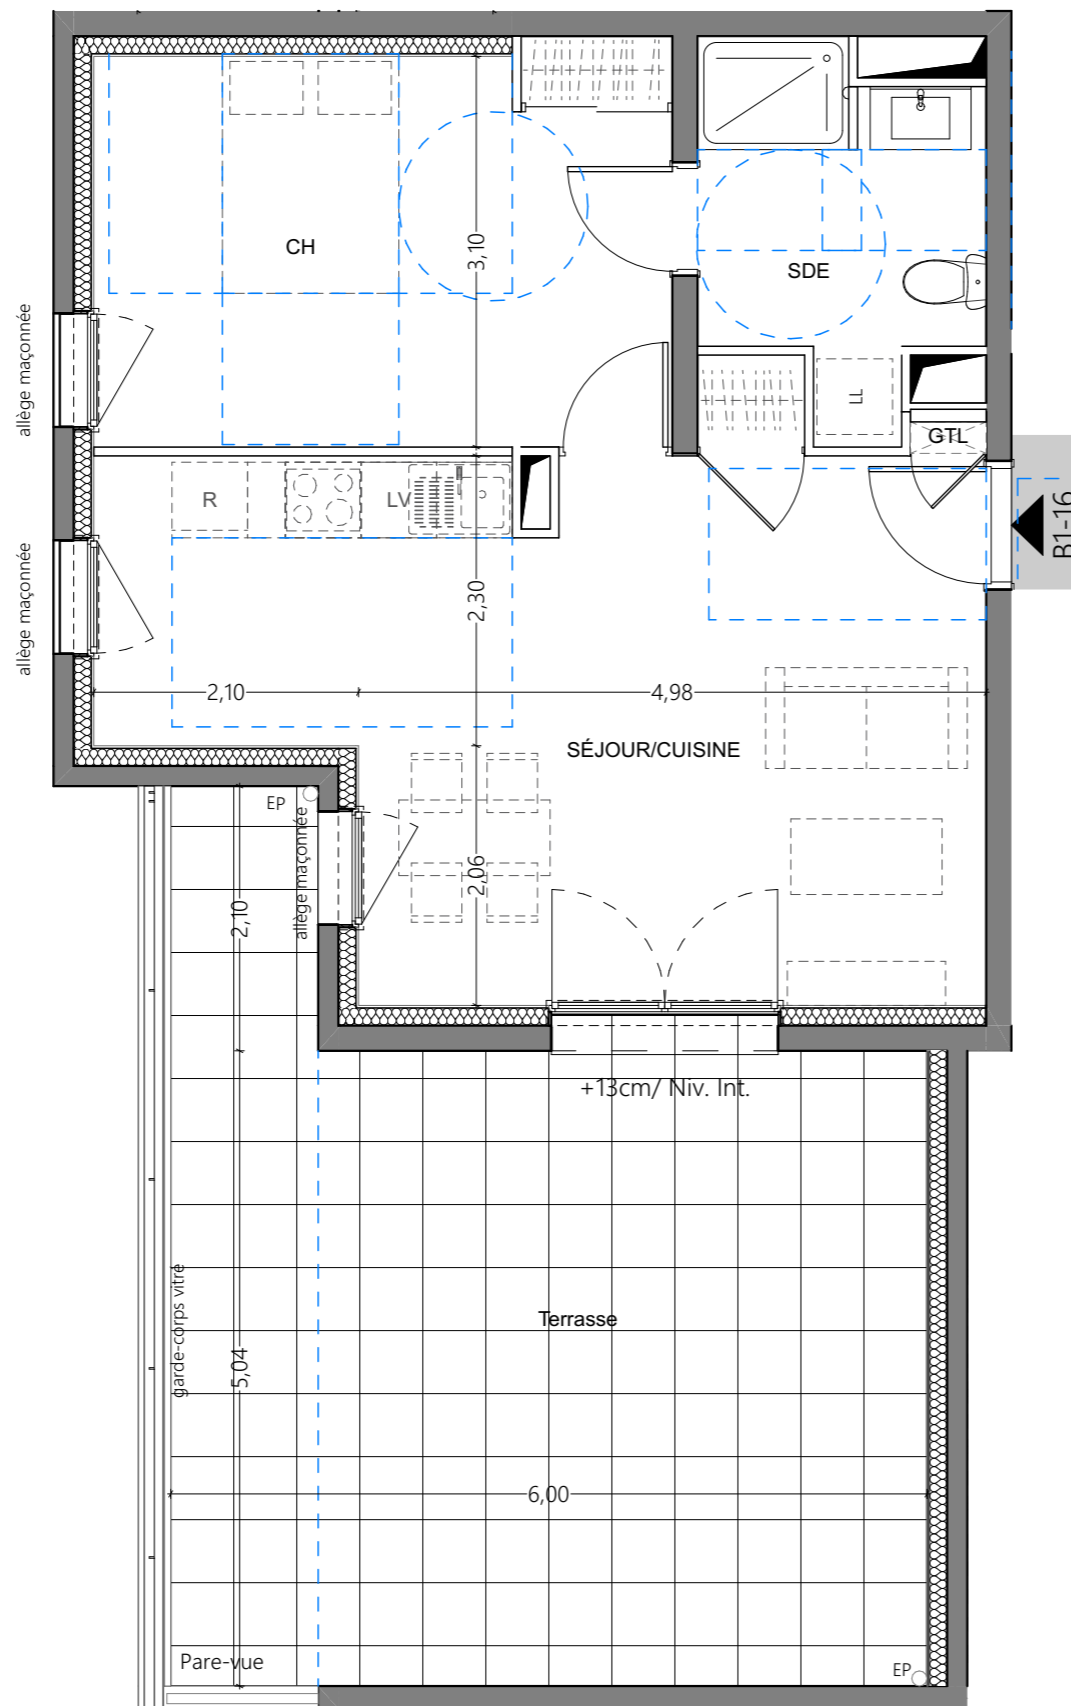 CH
3,10
SDE
allège maçonnée
LL
GTL
R
LV
B1-16
allège maçonnée
2,30
2,10
4,98
SÉJOUR/CUISINE
EP
allège maçonnée
2,06
2,10
+13cm/ Niv. Int.
garde-corps vitré
Terrasse
5,04
6,00
Pare-vue
EP